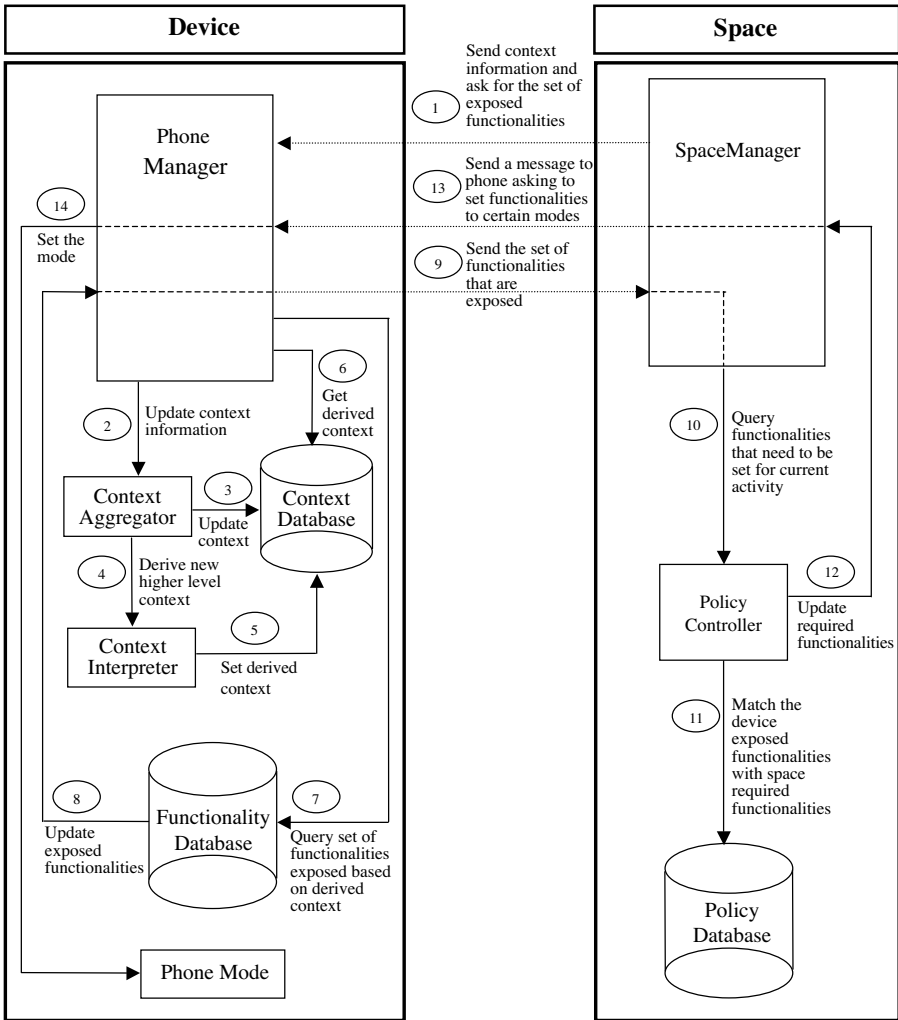 Device
Space
Send context
information and
ask for the set of
exposed
functionalities
1
Phone
Manager
SpaceManager
Send a message to
phone asking to
set functionalities
to certain modes
13
14
Set the
mode
Send the set of
functionalities
that are
exposed
9
6
Get
derived
context
2
Update context
information
10
Query
functionalities
that need to be
set for current
activity
Context
Aggregator
3
Update
context
Context
Database
4
Derive new
higher level
context
12
Update
required
functionalities
Policy
Controller
Context
Interpreter
5
Set derived
context
11
Match the
device
exposed
functionalities
with space
required
functionalities
8
Update
exposed
functionalities
Functionality
Database
7
Query set of
functionalities
exposed based
on derived
context
Policy
Database
Phone Mode